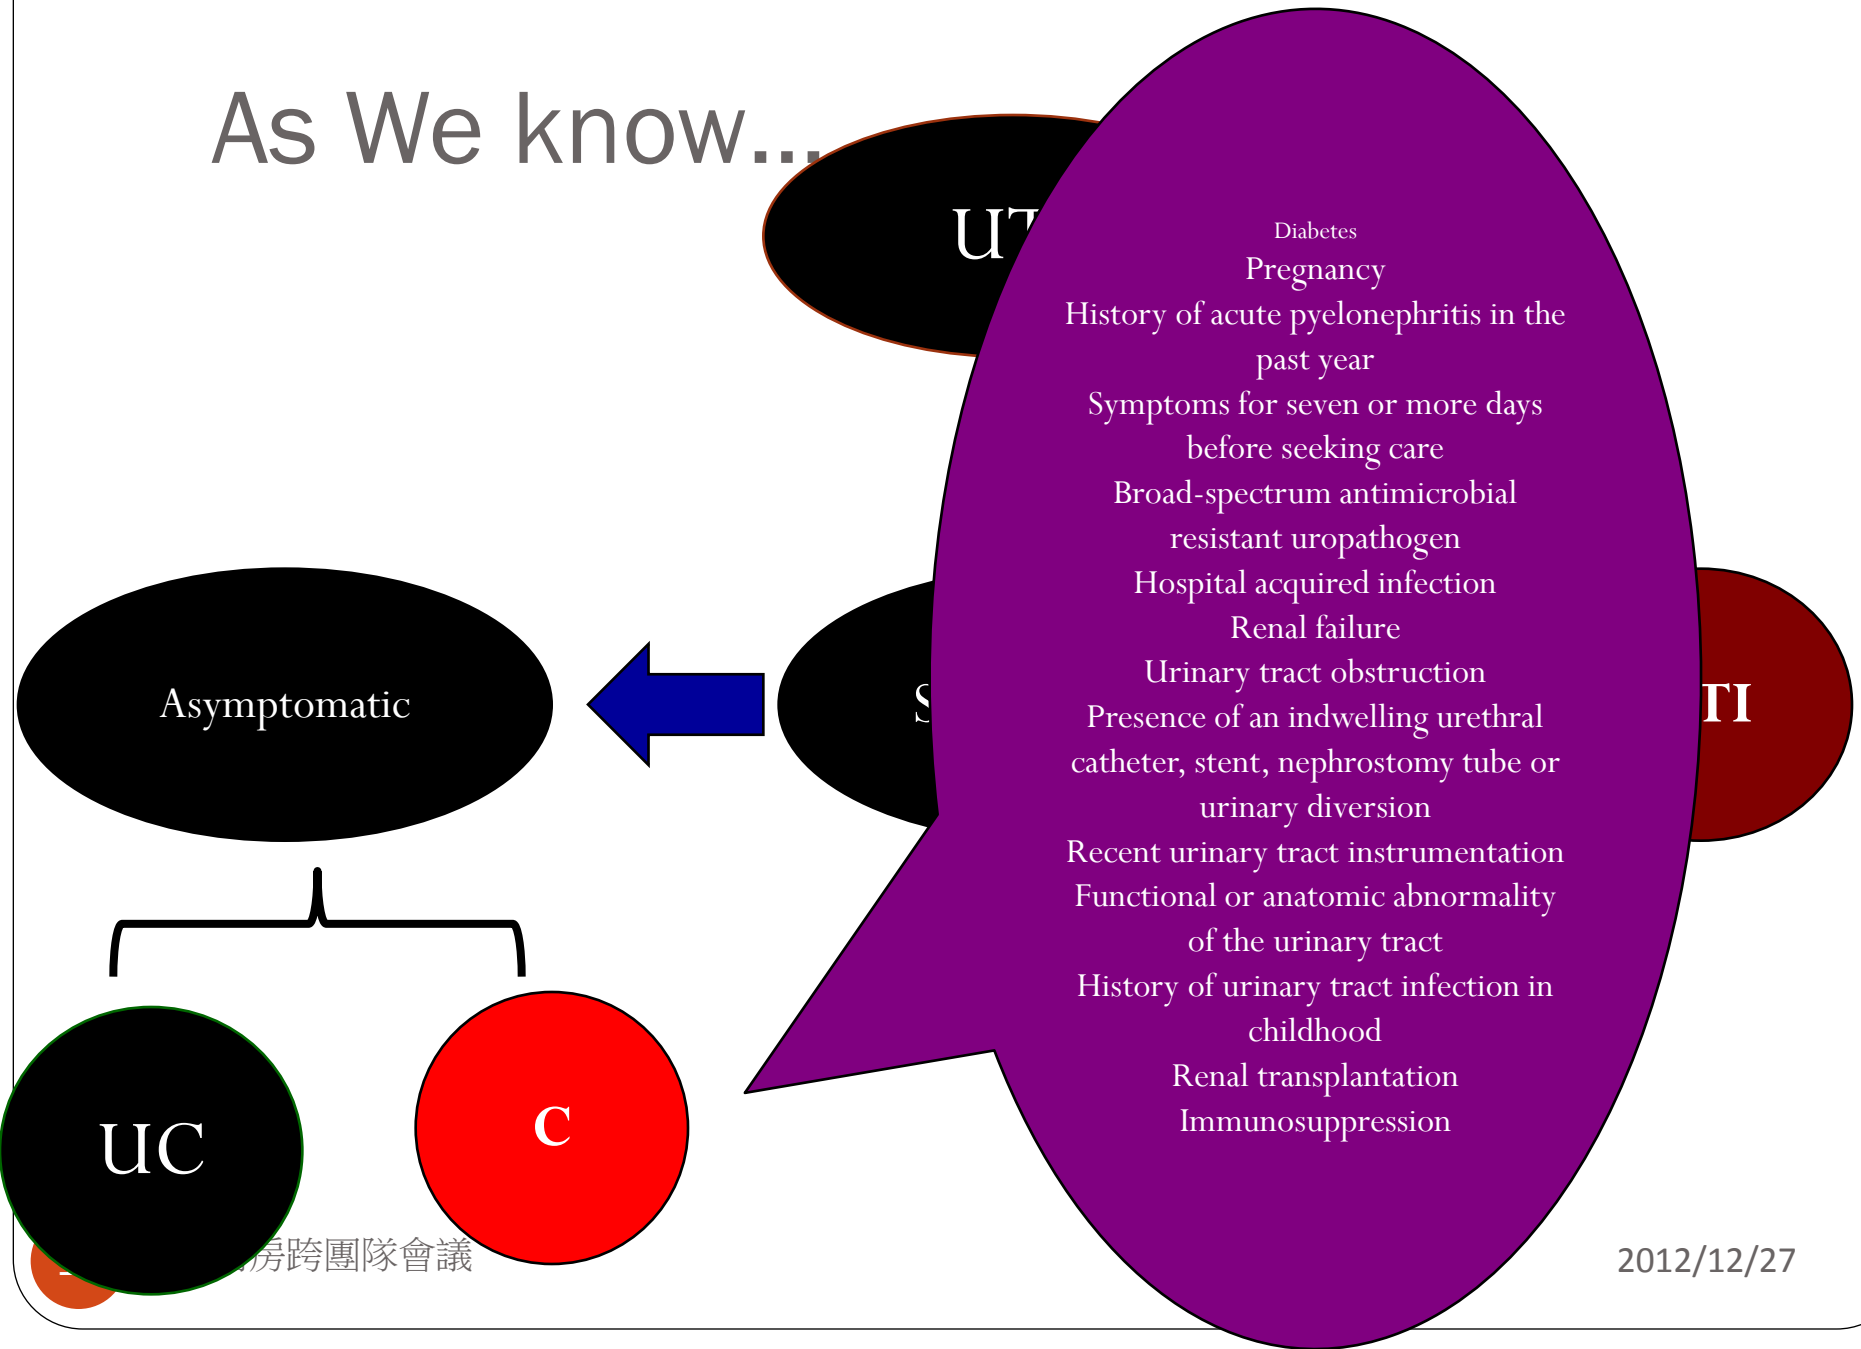 As We know...
Diabetes
Pregnancy
History of acute pyelonephritis in the
past year
Symptoms for seven or more days
before seeking care
Broad-spectrum antimicrobial
resistant uropathogen
Hospital acquired infection
Renal failure
Urinary tract obstruction
Presence of an indwelling urethral
catheter, stent, nephrostomy tube or
urinary diversion
Recent urinary tract instrumentation
Functional or anatomic abnormality
of the urinary tract
History of urinary tract infection in
childhood
Renal transplantation
Immunosuppression
Asymptomatic
TI
UC
C
房跨團隊會議
2012/12/27